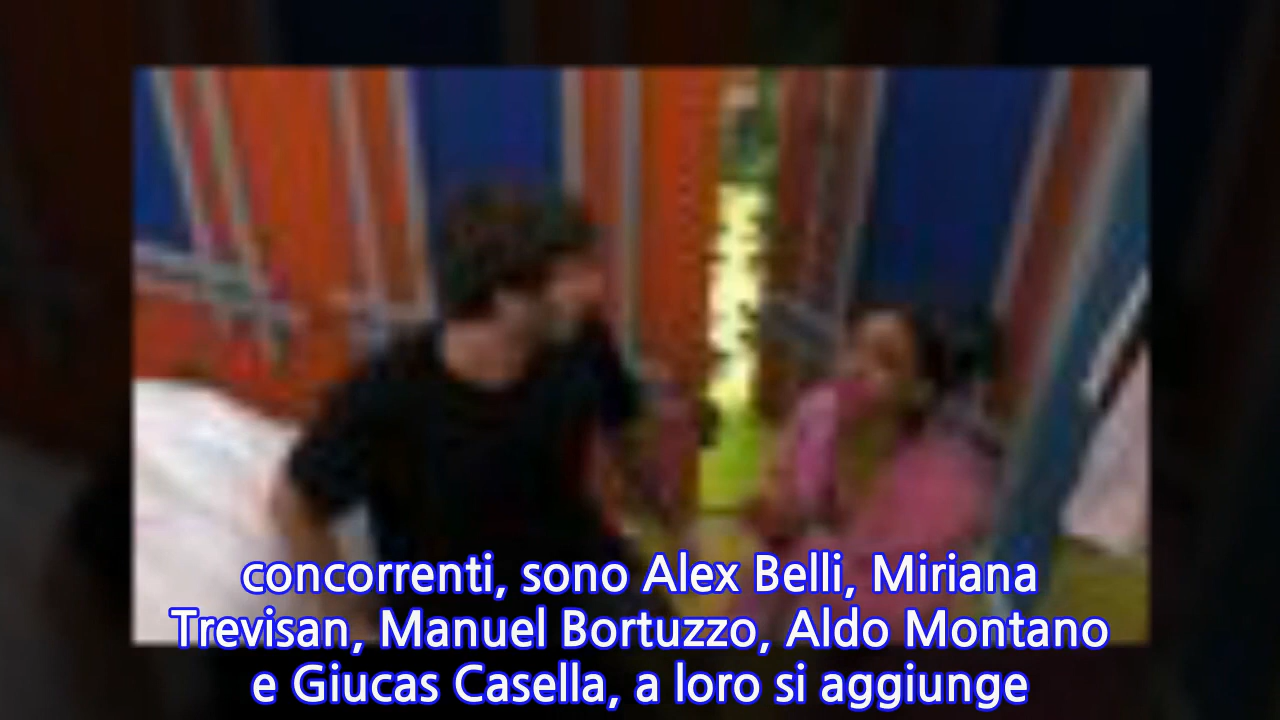 concorrenti, sono Alex Belli, Miriana
Trevisan, Manuel Bortuzzo, Aldo Montano
e Giucas Casella, a loro si aggiunge